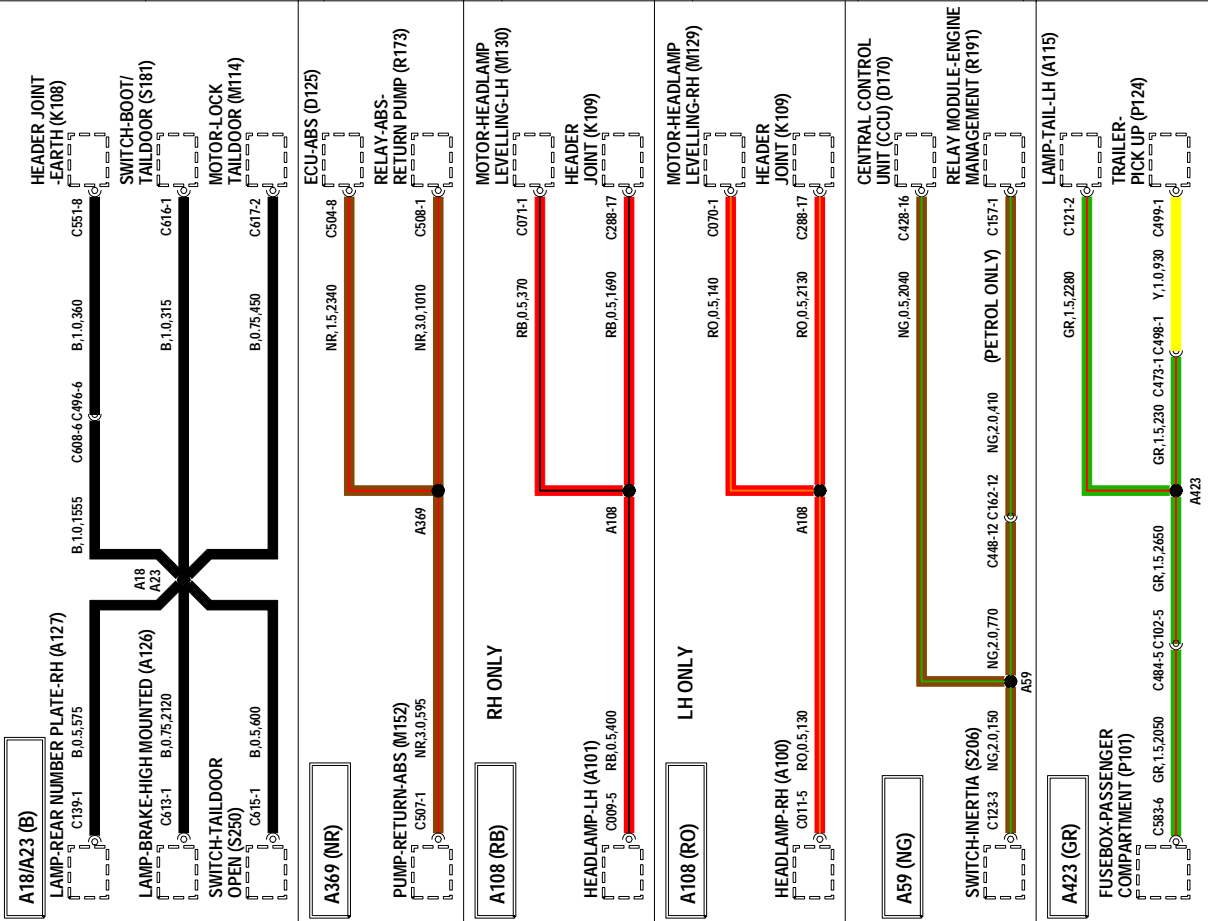 A18/A23 (B)
LAMP-REAR NUMBER PLATE-RH (A127)
C139-1
B,0.5,575
B,1.0,1555
C608-6
C496-6
B,1.0,360
C551-8
HEADER JOINT
-EARTH (K108)
LAMP-BRAKE-HIGH MOUNTED (A126)
C613-1
B,0.75,2120
A18
A23
B,1.0,315
C616-1
SWITCH-BOOT/
TAILDOOR (S181)
SWITCH-TAILDOOR
OPEN (S250)
C615-1
B,0.5,600
B,0.75,450
C617-2
MOTOR-LOCK
TAILDOOR (M114)
A369 (NR)
NR,1.5,2340
C504-8
ECU-ABS (D125)
PUMP-RETURN-ABS (M152)
C507-1
NR,3.0,595
A369
NR,3.0,1010
C508-1
RELAY-ABS-
RETURN PUMP (R173)
A108 (RB)
RH ONLY
RB,0.5,370
C071-1
MOTOR-HEADLAMP
LEVELLING-LH (M130)
HEADLAMP-LH (A101)
C009-5
RB,0.5,400
A108
RB,0.5,1690
C288-17
HEADER
JOINT (K109)
A108 (RO)
LH ONLY
RO,0.5,140
C070-1
MOTOR-HEADLAMP
LEVELLING-RH (M129)
HEADLAMP-RH (A100)
C011-5
RO,0.5,130
A108
RO,0.5,2130
C288-17
HEADER
JOINT (K109)
A59 (NG)
NG,0.5,2040
C428-16
CENTRAL CONTROL
UNIT (CCU) (D170)
SWITCH-INERTIA (S206)
C123-3
NG,2.0,150
A59
NG,2.0,770
C448-12
C162-12
NG,2.0,410
(PETROL ONLY)
C157-1
RELAY MODULE-ENGINE
MANAGEMENT (R191)
A423 (GR)
GR,1.5,2280
C121-2
LAMP-TAIL-LH (A115)
FUSEBOX-PASSENGER
COMPARTMENT (P101)
C583-6
GR,1.5,2050
C484-5
C102-5
GR,1.5,2650
A423
GR,1.5,230
C473-1
C498-1
Y,1.0,930
C499-1
TRAILER-
PICK UP (P124)